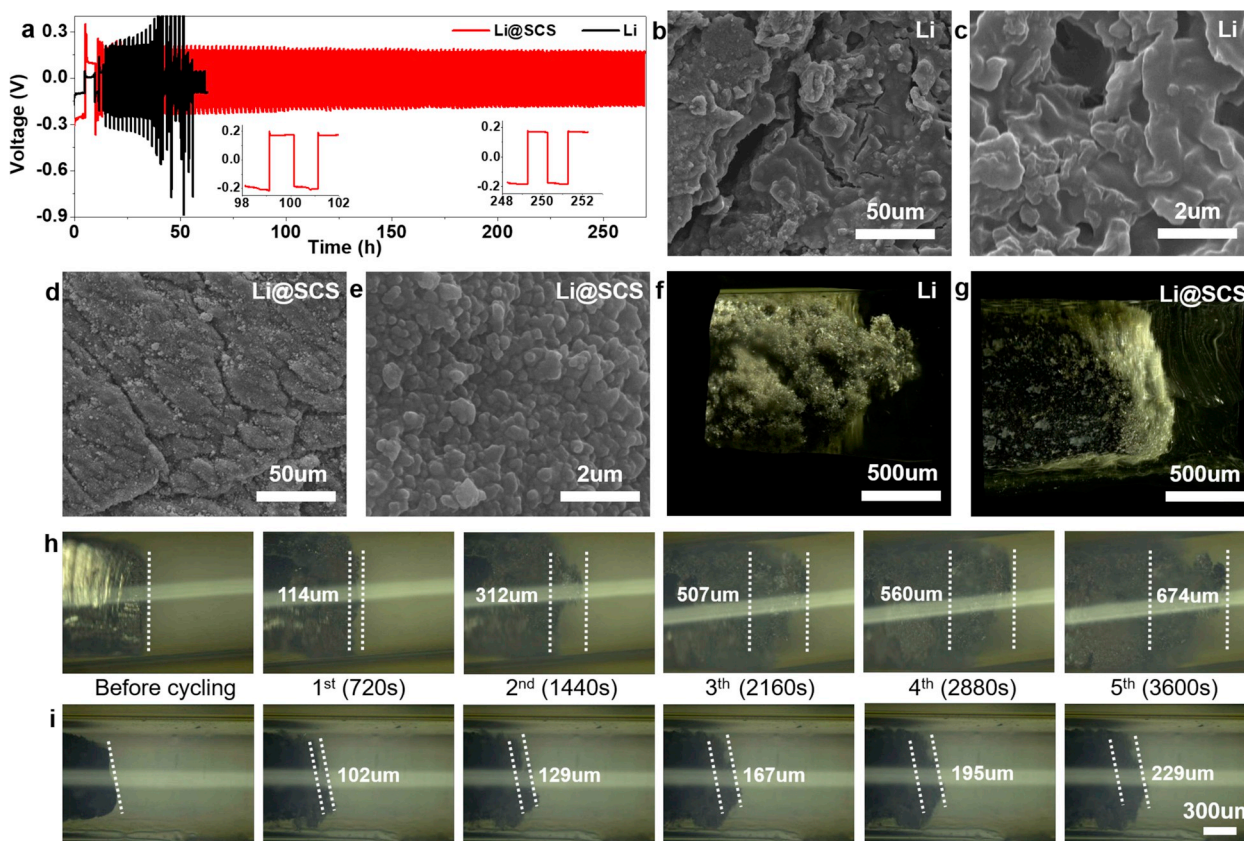 a
Li@SCS
Li
Voltage (V)
0.3
0.0
-0.3
-0.6
-0.9
0.2
0.0
-0.2
98
100
102
0.2
0.0
-0.2
248
250
252
0
50
100
150
200
250
Time (h)
b
Li
50um
c
Li
2um
d
Li@SCS
50um
e
Li@SCS
2um
f
Li
500um
g
Li@SCS
500um
h
114um
312um
507um
560um
674um
Before cycling
1st (720s)
2nd (1440s)
3th (2160s)
4th (2880s)
5th (3600s)
i
102um
129um
167um
195um
229um
300um